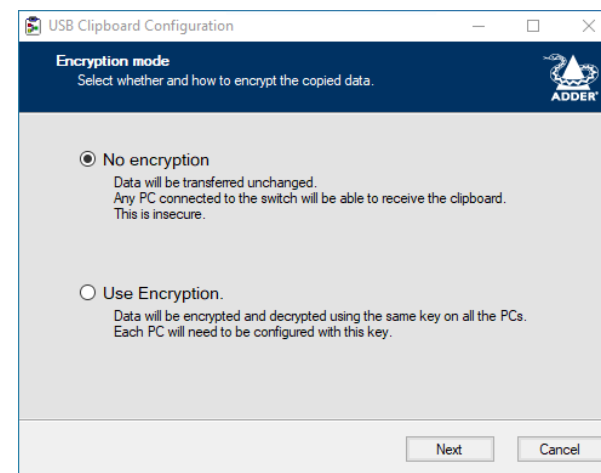 USB Clipboard Configuration
Encryption mode
Select whether and how to encrypt the copied data.
ADDER
No encryption
Data will be transferred unchanged.
Any PC connected to the switch will be able to receive the clipboard.
This is insecure.
Use Encryption.
Data will be encrypted and decrypted using the same key on all the PCs.
Each PC will need to be configured with this key.
Next
Cancel